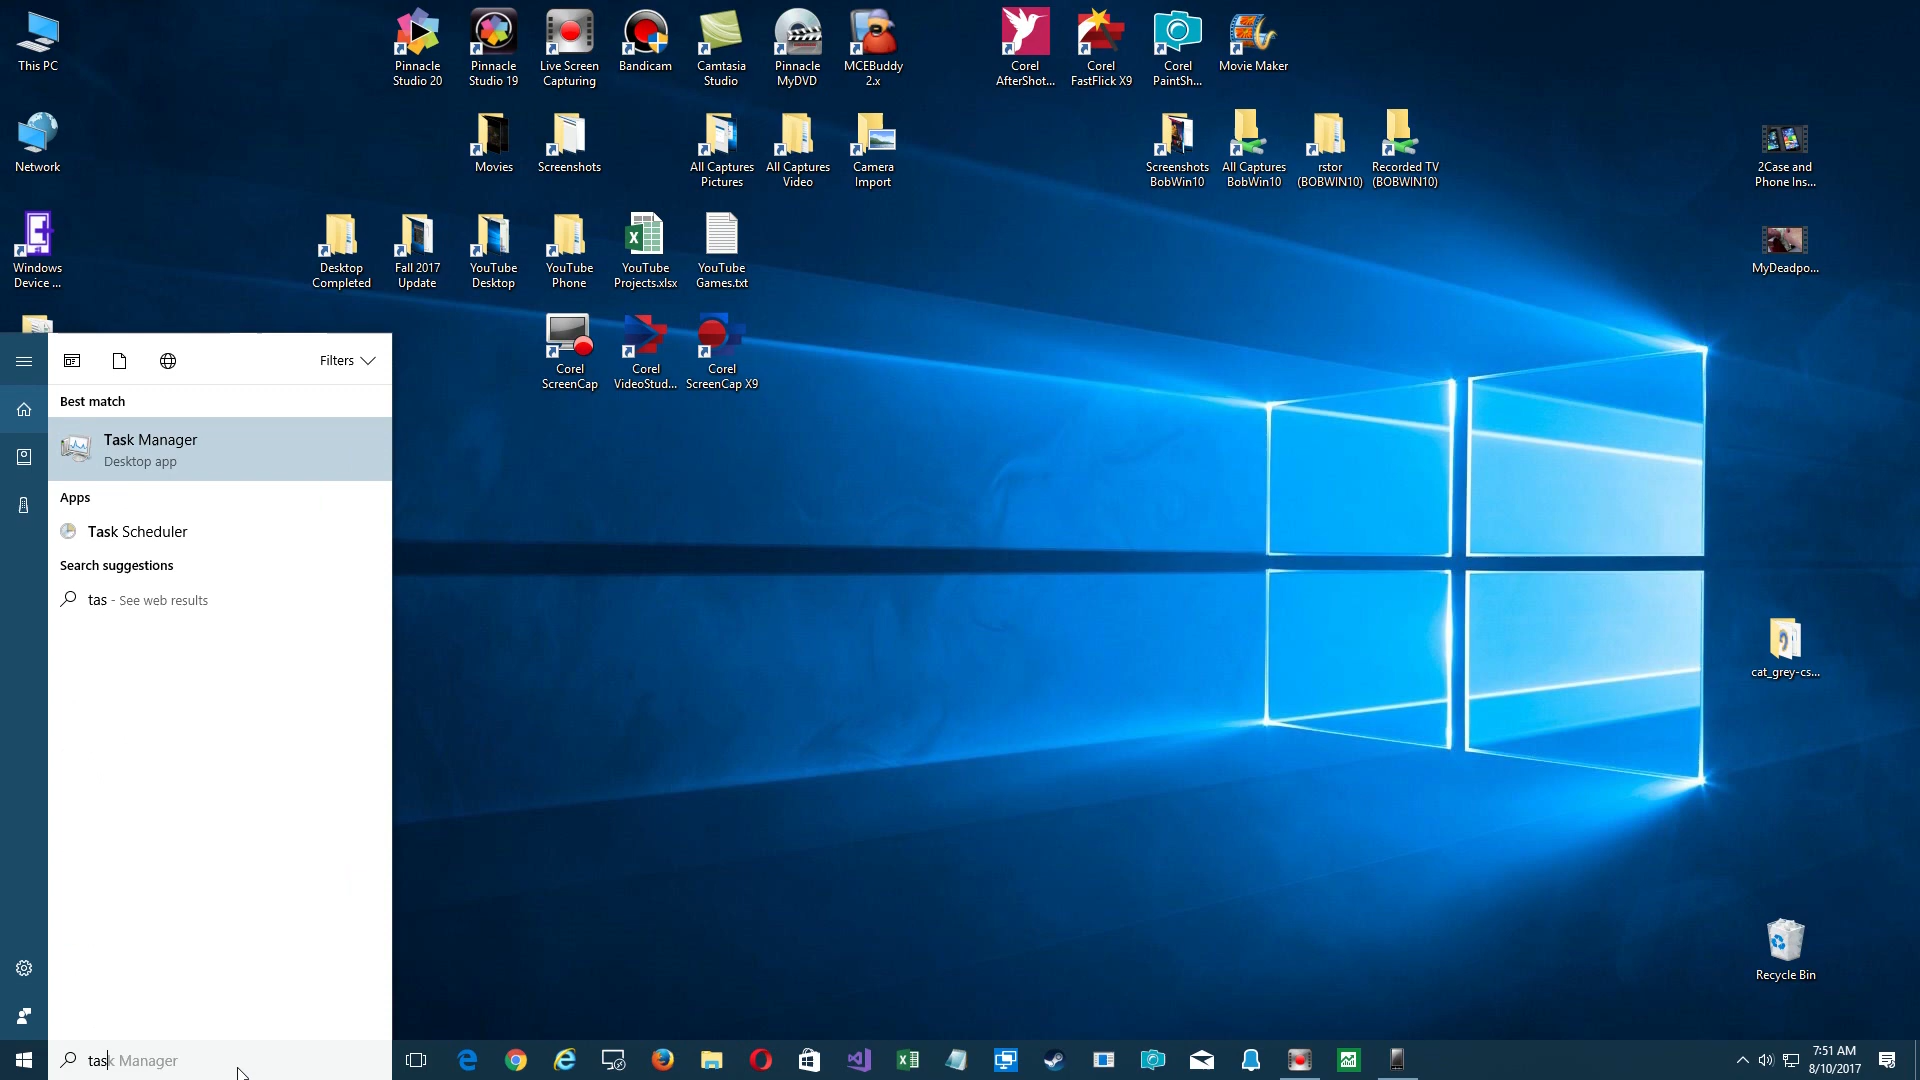 This PC
Pinnacle Studio 20
Pinnacle Studio 19
Live Screen Capturing
Bandicam
Camtasia Studio
Pinnacle MyDVD
MCEBuddy 2.x
Corel AfterShot...
Corel FastFlick X9
Corel PaintSh...
Movie Maker
Network
Movies
Screenshots
All Captures Pictures
All Captures Video
Camera Import
Screenshots BobWin10
All Captures BobWin10
rstor (BOBWIN10)
Recorded TV (BOBWIN10)
2Case and Phone Ins...
Windows Device ...
Desktop Completed
Fall 2017 Update
YouTube Desktop
YouTube Phone
YouTube Projects.xlsx
YouTube Games.txt
MyDeadpo...
Corel ScreenCap
Corel VideoStud...
Corel ScreenCap X9
Filters
Best match
Task Manager
Desktop app
Apps
Task Scheduler
Search suggestions
tas - See web results
cat_grey-cs...
Recycle Bin
task Manager
7:51 AM
8/10/2017